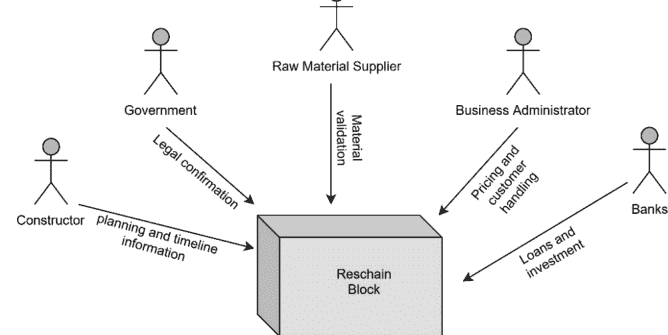 Raw Material Supplier
Government
Business Administrator
Legal confirmation
Material
validation
Pricing and
customer
handling
Constructor
planning and timeline
information
Banks
Loans and
investment
Reschain
Block